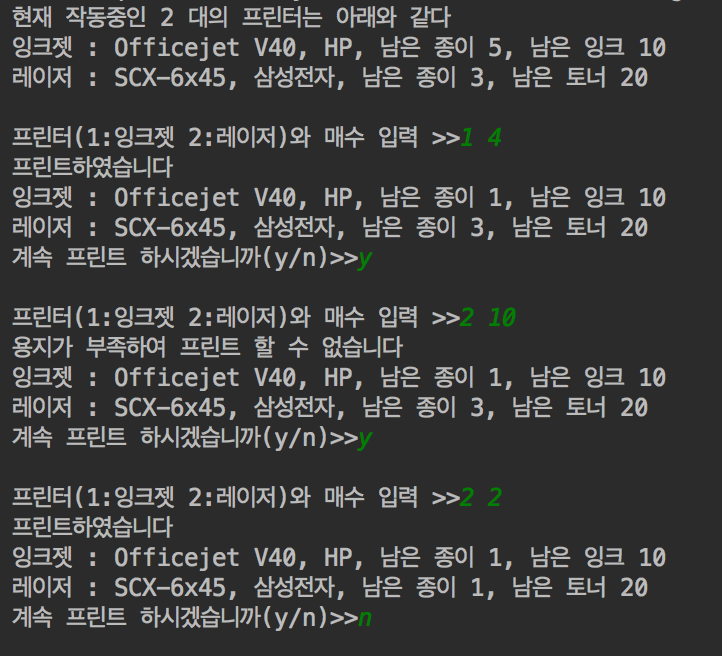 현재 작동중인 2 대의 프린터는 아래와 같다
잉크젯 : Officejet V40, HP, 남은 종이 5, 남은 잉크 10
레이저 : SCX-6x45, 삼성전자, 남은 종이 3, 남은 토너 20
프린터(1:잉크젯 2:레이저)와 매수 입력 >>1 4
프린트하였습니다
잉크젯 : Officejet V40, HP, 남은 종이 1, 남은 잉크 10
레이저 : SCX-6x45, 삼성전자, 남은 종이 3, 남은 토너 20
계속 프린트 하시겠습니까(y/n)>>y
프린터(1:잉크젯 2:레이저)와 매수 입력 >>2 10
용지가 부족하여 프린트 할 수 없습니다
잉크젯 : Officejet V40, HP, 남은 종이 1, 남은 잉크 10
레이저 : SCX-6x45, 삼성전자, 남은 종이 3, 남은 토너 20
계속 프린트 하시겠습니까(y/n)>>y
프린터(1:잉크젯 2:레이저)와 매수 입력 >>2 2
프린트하였습니다
잉크젯 : Officejet V40, HP, 남은 종이 1, 남은 잉크 10
레이저 : SCX-6x45, 삼성전자, 남은 종이 1, 남은 토너 20
계속 프린트 하시겠습니까(y/n)>>n